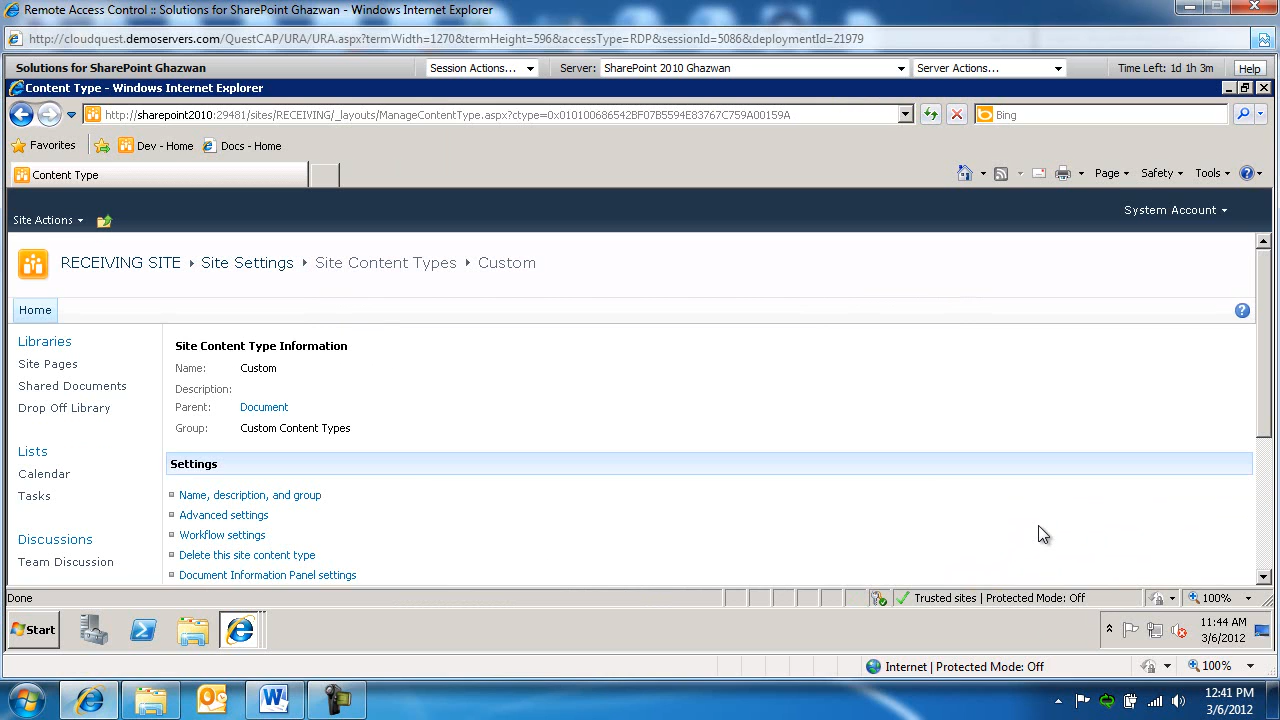 Remote Access Control :: Solutions for SharePoint Ghazwan - Windows Internet Explorer
http://cloudquest.demoservers.com/QuestCAP/URA/URA.aspx?termWidth=1270&termHeight=596&accessType=RDP&sessionId=5086&deploymentId=21979
Solutions for SharePoint Ghazwan Session Actions... Server: SharePoint 2010 Ghazwan Server Actions... Time Left: 1d 1h 3m Help
Content Type - Windows Internet Explorer
http://sharepoint2010:29481/sites/RECEIVING/_layouts/ManageContentType.aspx?ctype=0x010100686542BF07B5594E83767C759A00159A Bing
Favorites Dev - Home Docs - Home
Content Type Page Safety Tools
Site Actions System Account
RECEIVING SITE Site Settings Site Content Types Custom
Home
Libraries
Site Pages
Shared Documents
Drop Off Library
Lists
Calendar
Tasks
Discussions
Team Discussion
Site Content Type Information
Name: Custom
Description:
Parent: Document
Group: Custom Content Types
Settings
Name, description, and group
Advanced settings
Workflow settings
Delete this site content type
Document Information Panel settings
Done Trusted sites | Protected Mode: Off 100%
Start 11:44 AM
3/6/2012
Internet | Protected Mode: Off 100%
12:41 PM
3/6/2012